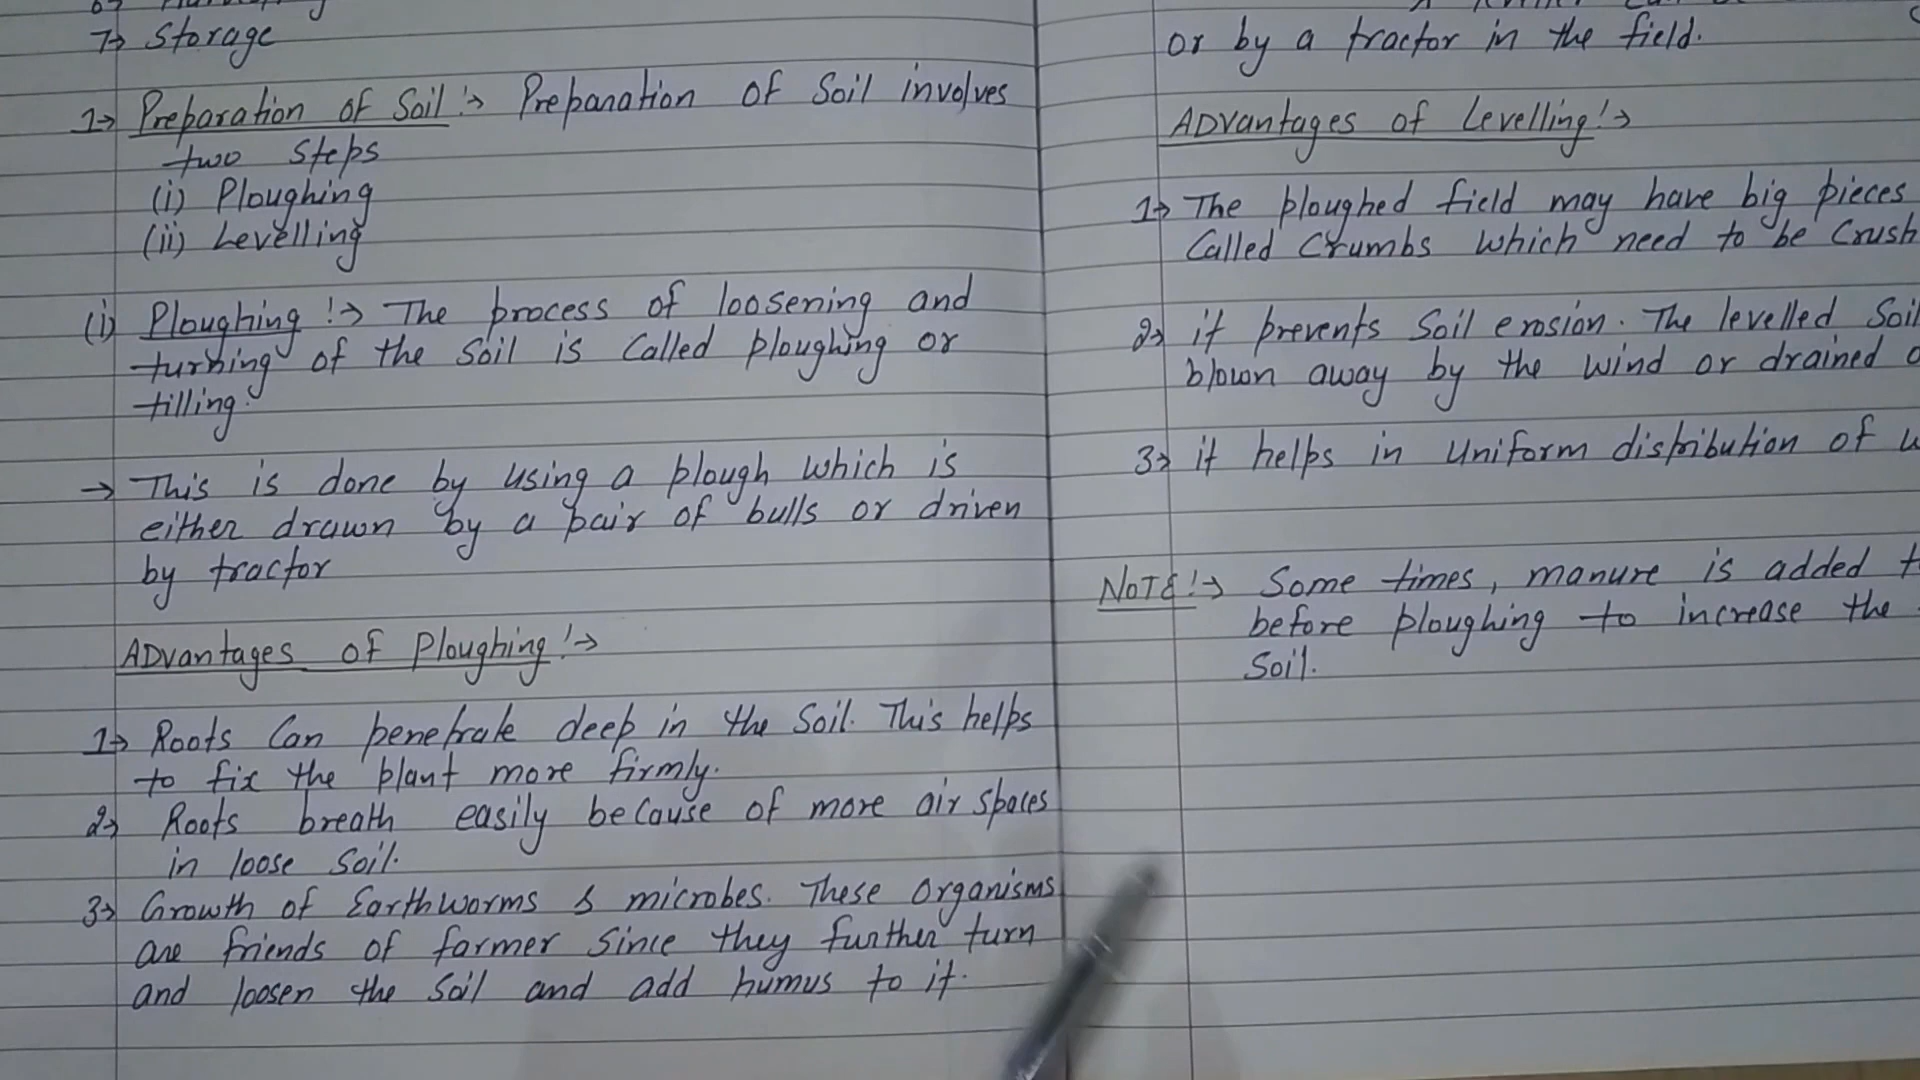 7→ Storage
1→ Preparation of Soil :→ Preparation of Soil involves
two steps
(i) Ploughing
(ii) Levelling
(i) Ploughing :→ The process of loosening and
turning of the soil is Called ploughing or
tilling.
→ This is done by using a plough which is
either drawn by a pair of bulls or driven
by tractor
ADvantages of Ploughing :→
1→ Roots Can penetrate deep in the Soil. This helps
to fix the plant more firmly.
2→ Roots breath easily because of more air spaces
in loose Soil.
3→ Growth of Earthworms & microbes. These Organisms
are friends of farmer Since they further turn
and loosen the Soil and add humus to it.
or by a tractor in the field.
ADvantages of Levelling :→
1→ The ploughed field may have big pieces
Called Crumbs which need to be Crush
2→ it prevents Soil erosion. The levelled Soil
blown away by the wind or drained
3→ it helps in Uniform distribution of
NOTE :→ Some times, manure is added
before ploughing to increase the
Soil.